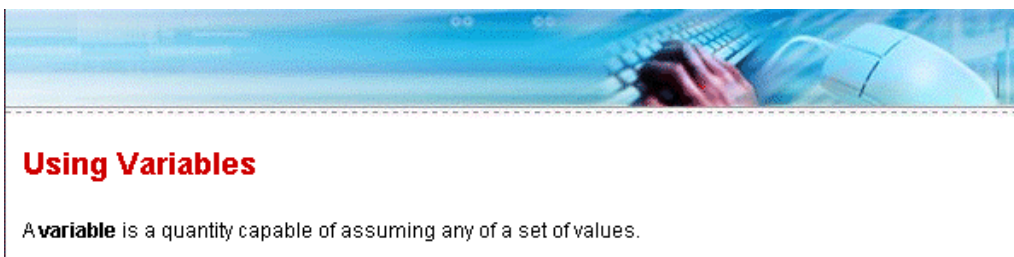 Using Variables
A variable is a quantity capable of assuming any of a set of values.